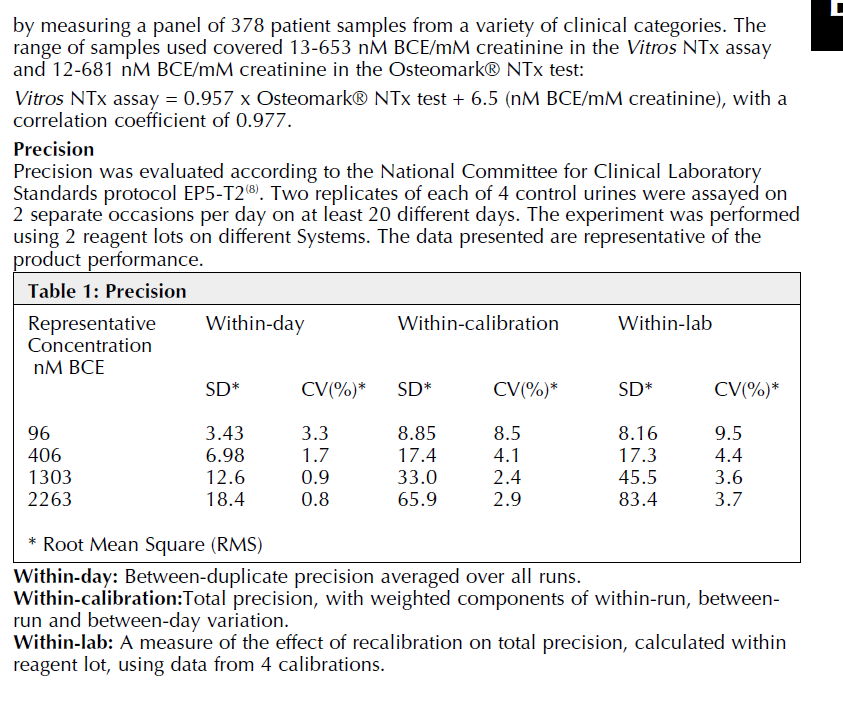 by measuring a panel of 378 patient samples from a variety of clinical categories. The
range of samples used covered 13-653 nM BCE/mM creatinine in the Vitros NTx assay
and 12-681 nM BCE/mM creatinine in the Osteomark® NTx test:
Vitros NTx assay = 0.957 x Osteomark® NTx test + 6.5 (nM BCE/mM creatinine), with a
correlation coefficient of 0.977.
Precision
Precision was evaluated according to the National Committee for Clinical Laboratory
Standards protocol EP5-T2(8). Two replicates of each of 4 control urines were assayed on
2 separate occasions per day on at least 20 different days. The experiment was performed
using 2 reagent lots on different Systems. The data presented are representative of the
product performance.
Table 1: Precision
Representative Within-day Within-calibration Within-lab
Concentration
nM BCE
SD* CV(%)* SD* CV(%)* SD* CV(%)*
96 3.43 3.3 8.85 8.5 8.16 9.5
406 6.98 1.7 17.4 4.1 17.3 4.4
1303 12.6 0.9 33.0 2.4 45.5 3.6
2263 18.4 0.8 65.9 2.9 83.4 3.7
* Root Mean Square (RMS)
Within-day: Between-duplicate precision averaged over all runs.
Within-calibration:Total precision, with weighted components of within-run, between-
run and between-day variation.
Within-lab: A measure of the effect of recalibration on total precision, calculated within
reagent lot, using data from 4 calibrations.